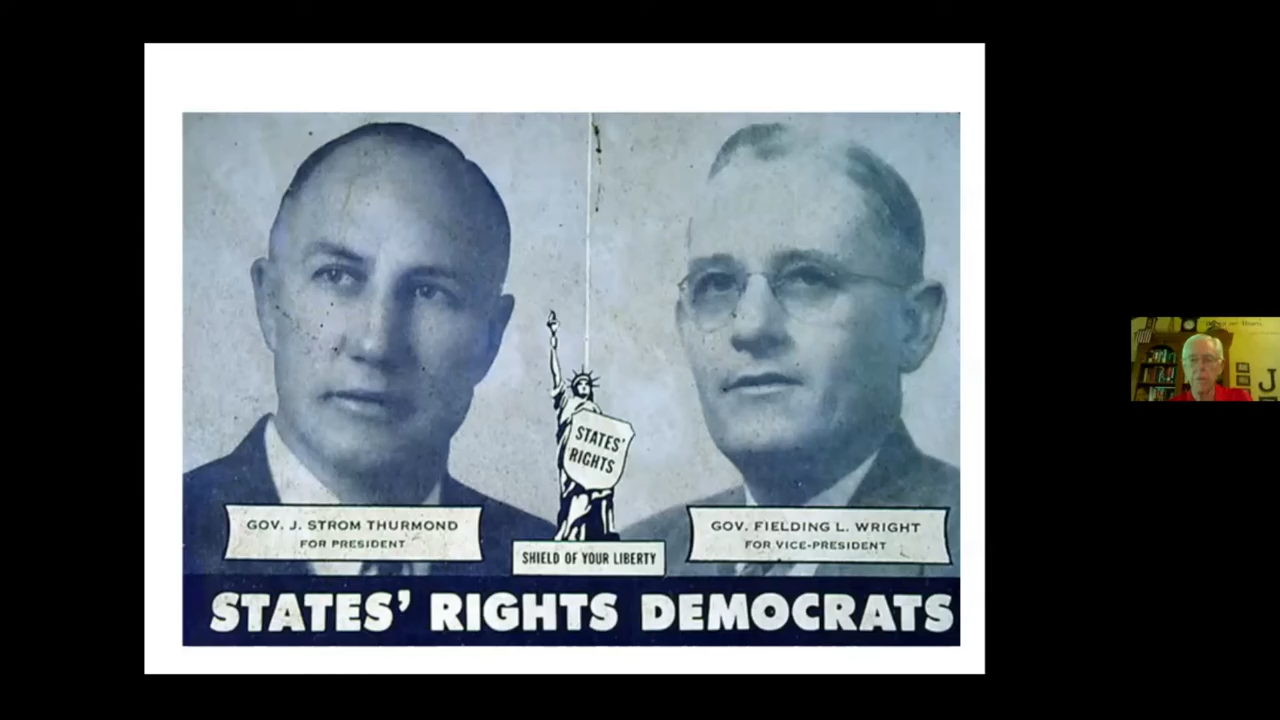 STATES'
RIGHTS
GOV. J. STROM THURMOND
FOR PRESIDENT
SHIELD OF YOUR LIBERTY
GOV. FIELDING L. WRIGHT
FOR VICE-PRESIDENT
STATES' RIGHTS DEMOCRATS
J